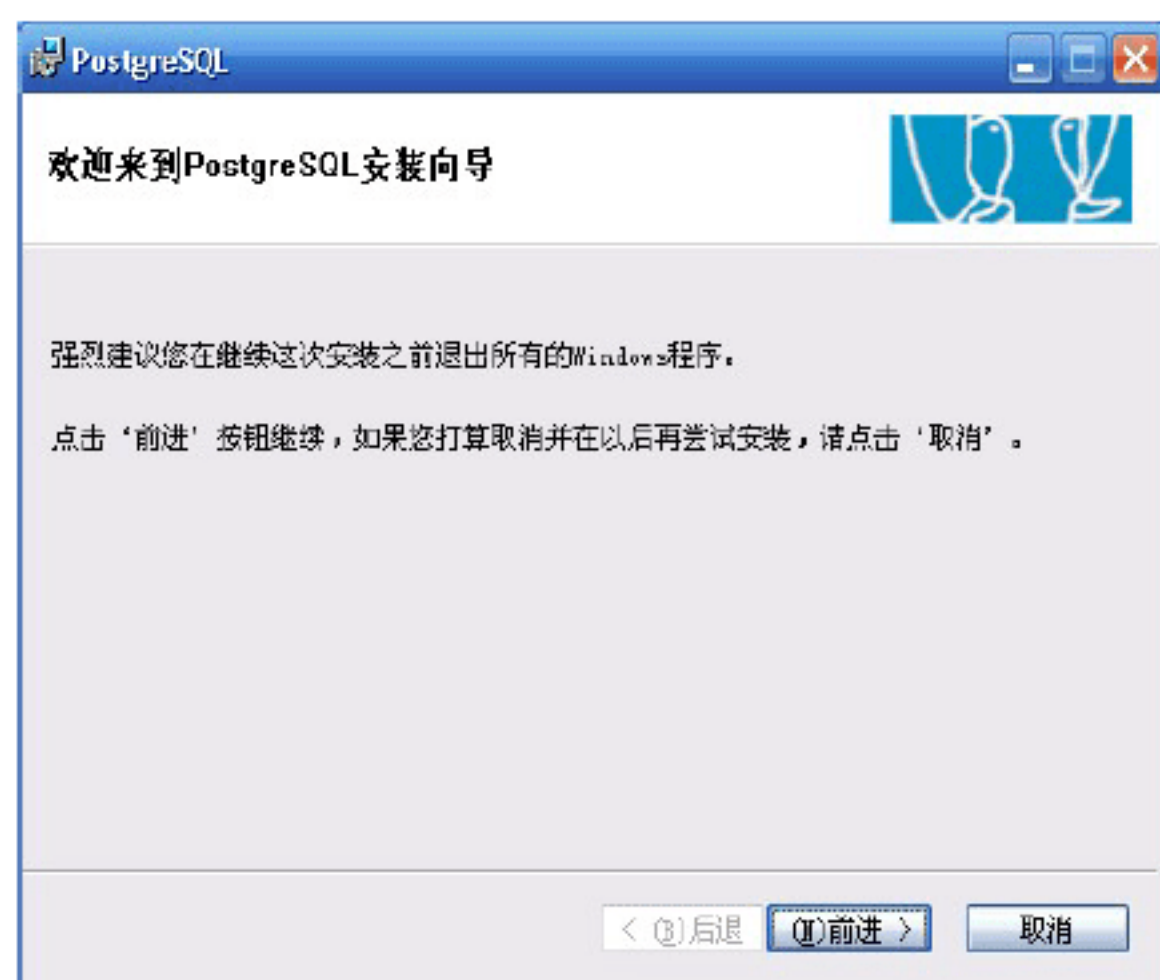 PostgreSQL
欢迎来到PostgreSQL安装向导
强烈建议您在继续这次安装之前退出所有的Windows程序。
点击‘前进’按钮继续，如果您打算取消并在以后再尝试安装，请点击‘取消’。
< (B)后退 (N)前进 > 取消